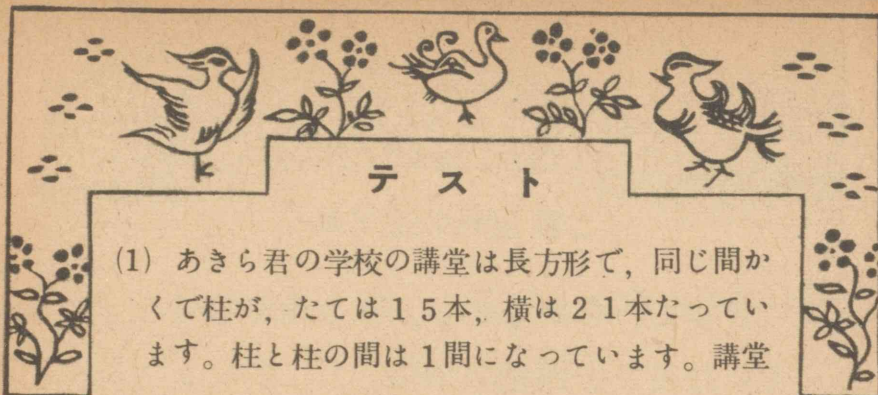 テスト
(1) あきら君の学校の講堂は長方形で，同じ間か
くで柱が，たては１５本，横は２１本たってい
ます。柱と柱の間は１間になっています。講堂